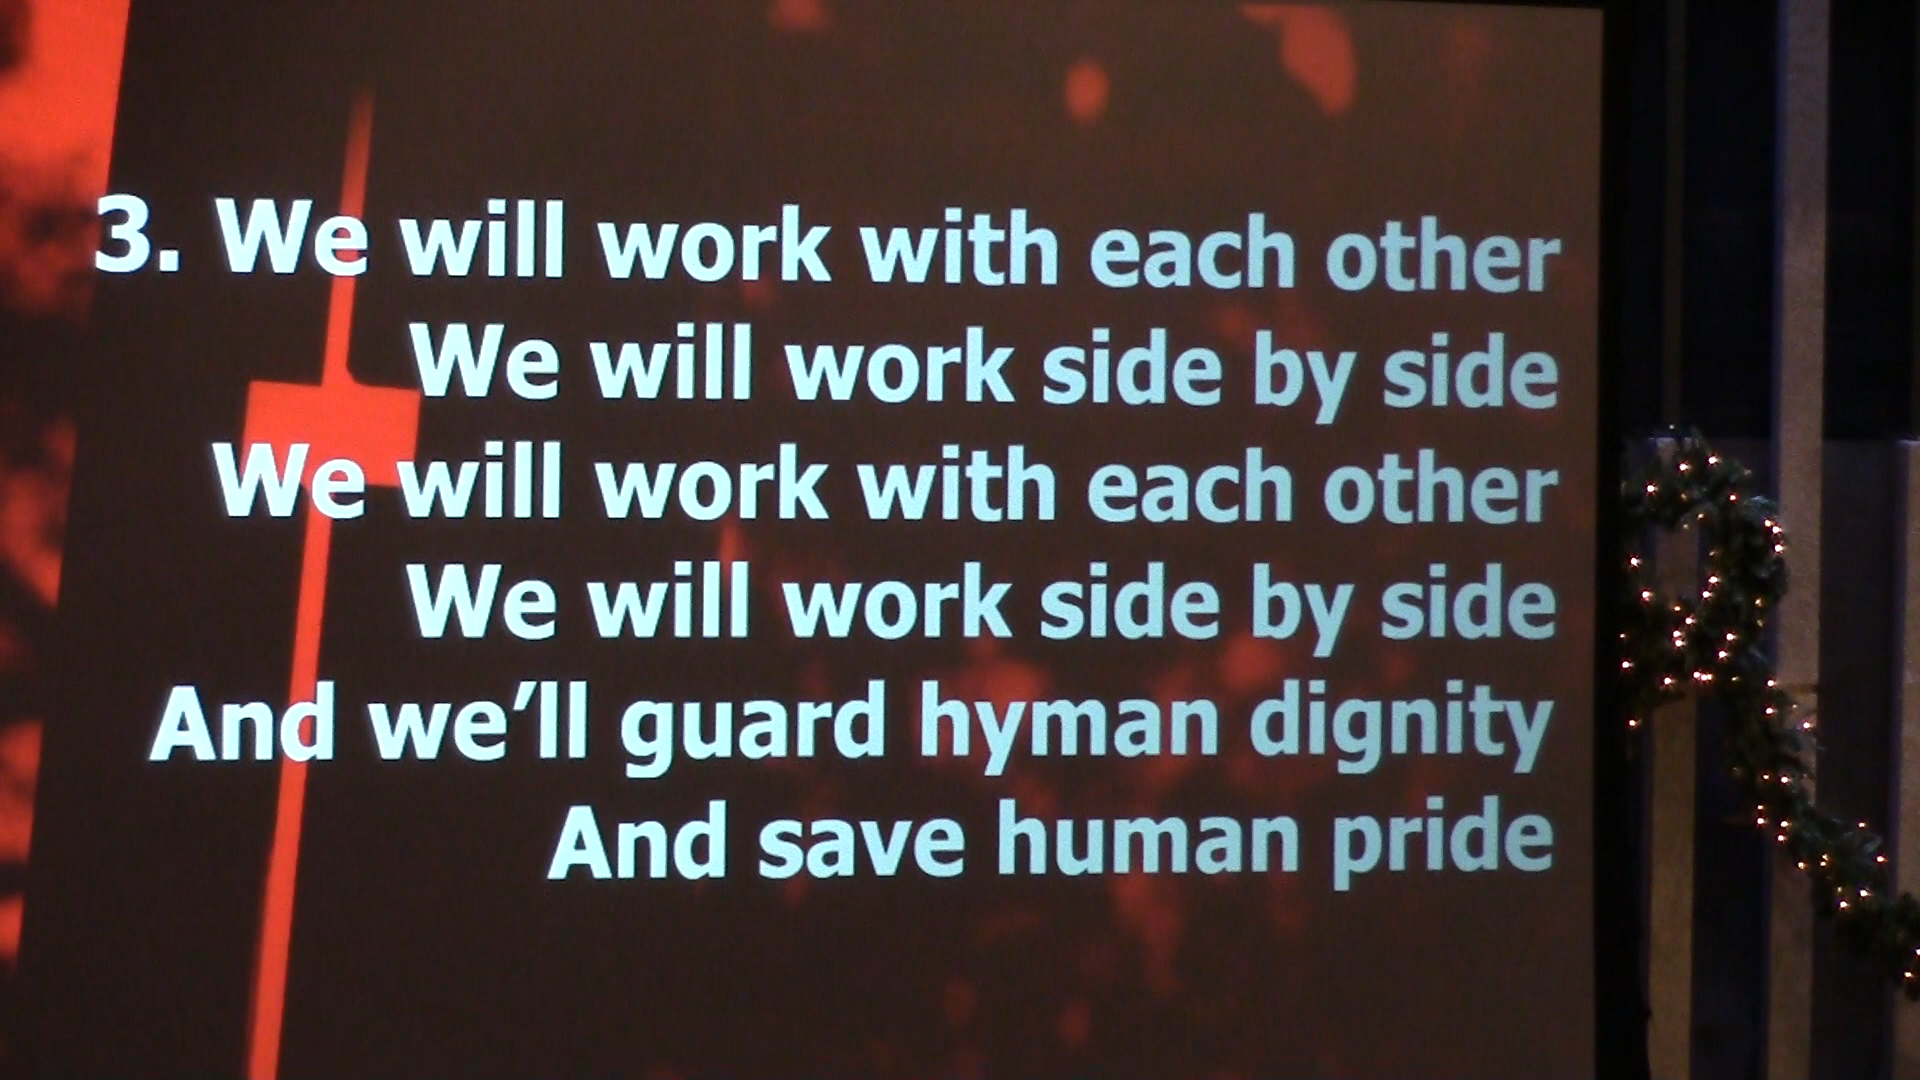 3. We will work with each other
We will work side by side
We will work with each other
We will work side by side
And we’ll guard hyman dignity
And save human pride